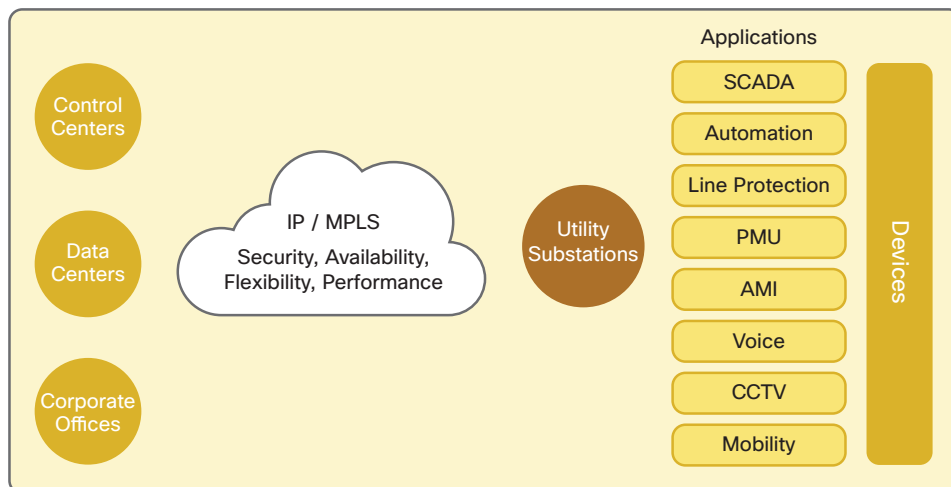 Applications
Control
Centers
Data
Centers
Corporate
Offices
IP / MPLS
Security, Availability,
Flexibility, Performance
Utility
Substations
SCADA
Automation
Line Protection
PMU
AMI
Voice
CCTV
Mobility
Devices